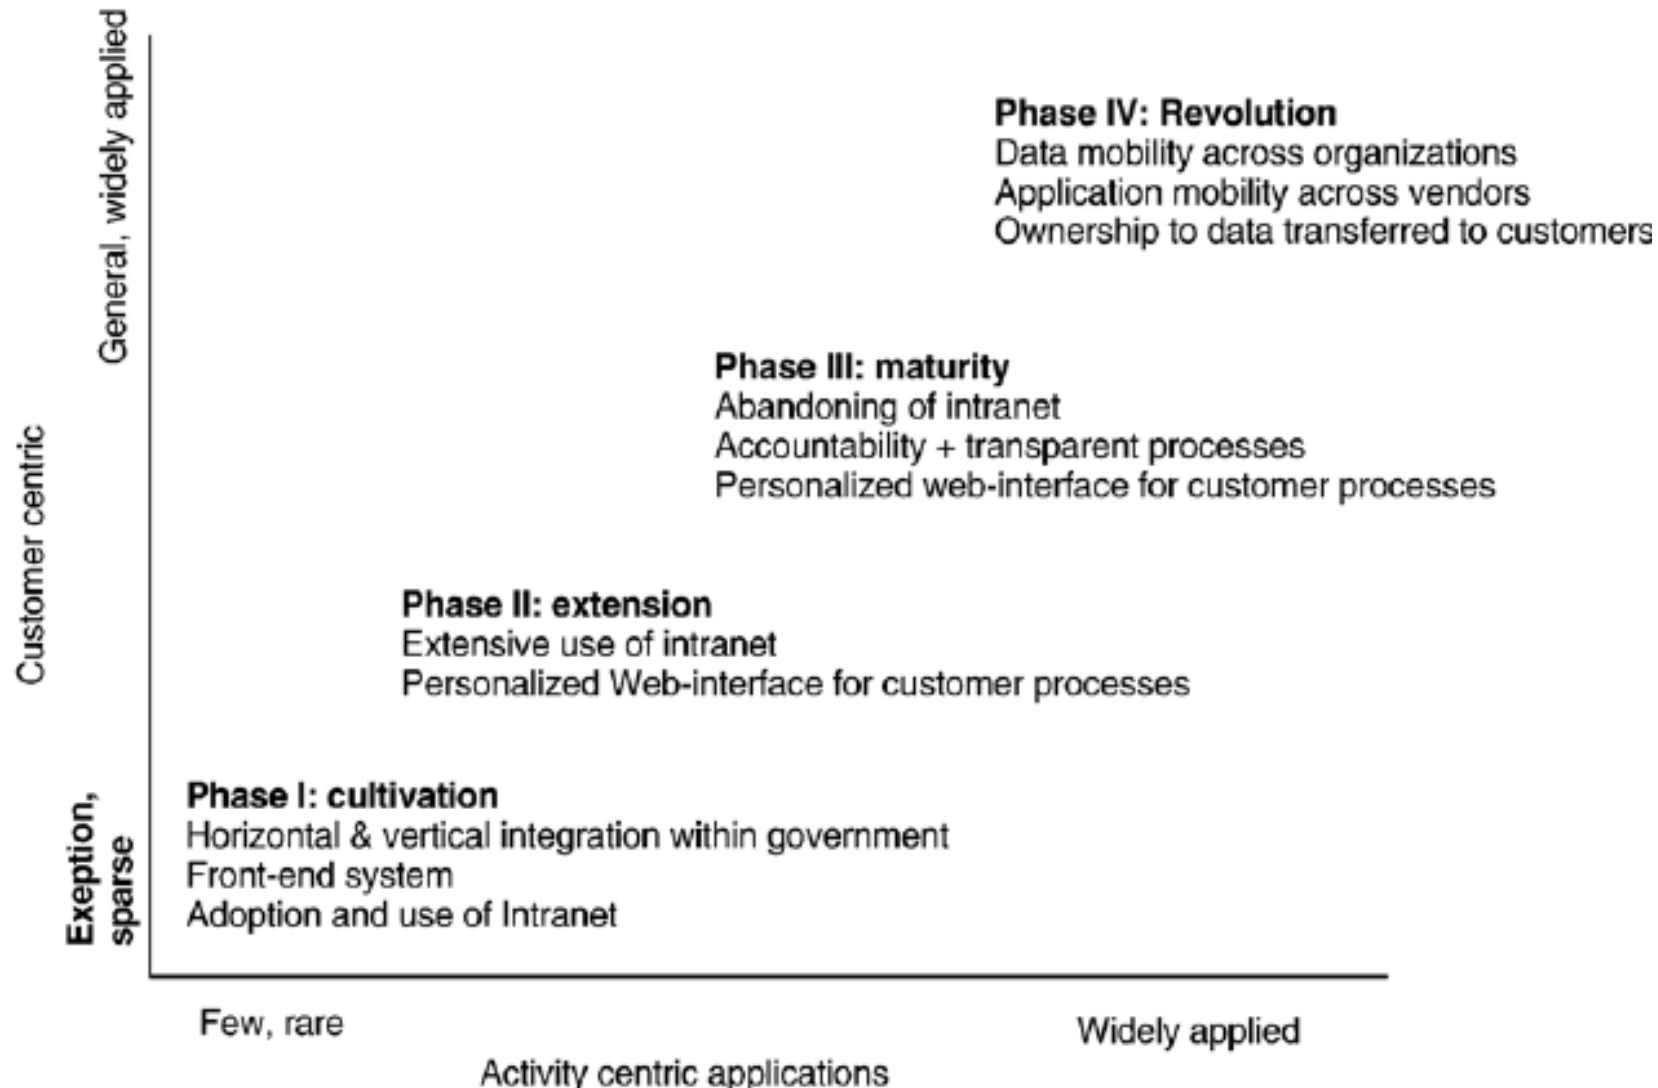 General, widely applied
Customer centric
Exeption,
sparse
Phase IV: Revolution
Data mobility across organizations
Application mobility across vendors
Ownership to data transferred to customers
Phase III: maturity
Abandoning of intranet
Accountability + transparent processes
Personalized web-interface for customer processes
Phase II: extension
Extensive use of intranet
Personalized Web-interface for customer processes
Phase I: cultivation
Horizontal & vertical integration within government
Front-end system
Adoption and use of Intranet
Few, rare
Widely applied
Activity centric applications